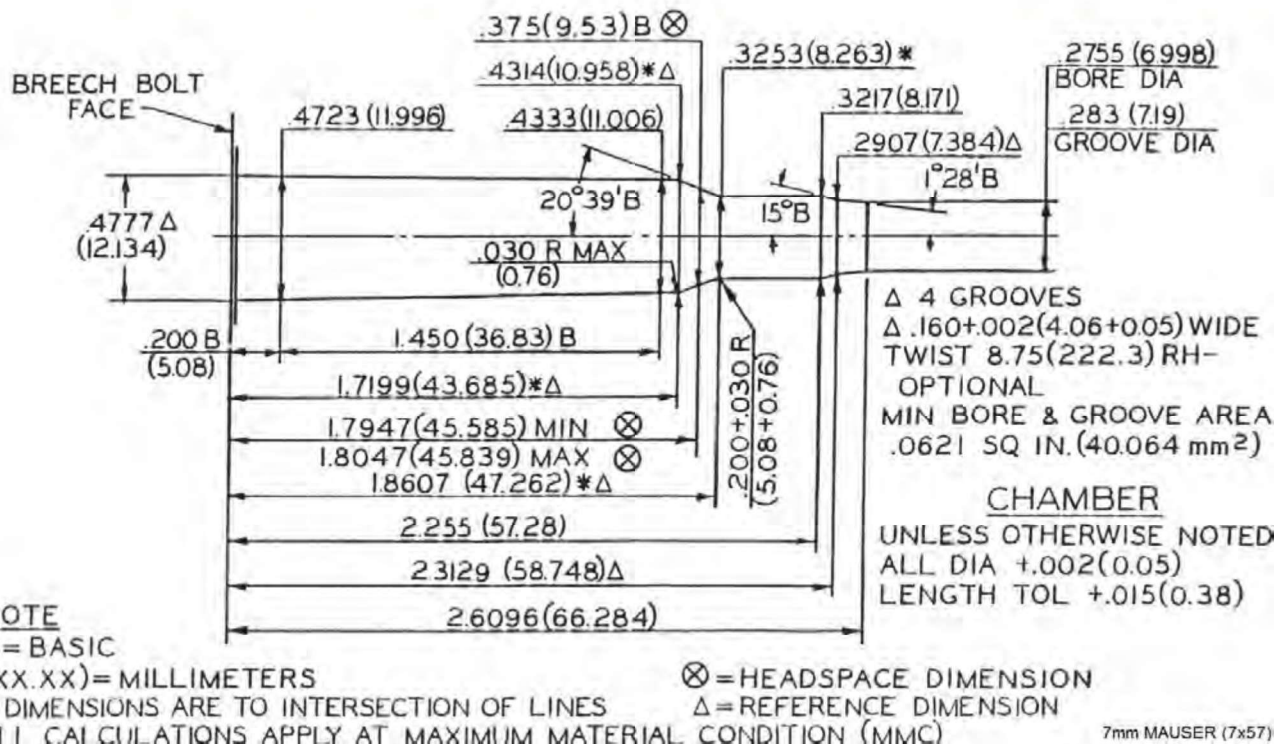 .375(9.53)B ⊗
.4314(10.958)*Δ
.3253(8.263)*
.2755(6.998)
BORE DIA
BREECH BOLT
FACE
.4723(11.996)
.4333(11.006)
.3217(8.171)
.283 (7.19)
GROOVE DIA
.2907(7.384)Δ
1°28'B
20°39'B
15°B
.4777Δ
(12.134)
.030 R MAX
(0.76)
.200 B
(5.08)
1.450 (36.83) B
1.7199(43.685)*Δ
1.7947(45.585) MIN ⊗
1.8047(45.839) MAX ⊗
1.8607 (47.262)*Δ
.200+.030 R
(5.08+0.76)
2.255 (57.28)
2.3129 (58.748)Δ
2.6096(66.284)
Δ 4 GROOVES
Δ .160+.002(4.06+0.05) WIDE
TWIST 8.75(222.3) RH-
OPTIONAL
MIN BORE & GROOVE AREA
.0621 SQ IN.(40.064 mm²)
CHAMBER
UNLESS OTHERWISE NOTED
ALL DIA +.002(0.05)
LENGTH TOL +.015(0.38)
OTE
= BASIC
XX.XX)= MILLIMETERS
DIMENSIONS ARE TO INTERSECTION OF LINES
LL CALCULATIONS APPLY AT MAXIMUM MATERIAL CONDITION (MMC)
⊗ = HEADSPACE DIMENSION
Δ = REFERENCE DIMENSION
7mm MAUSER (7x57)